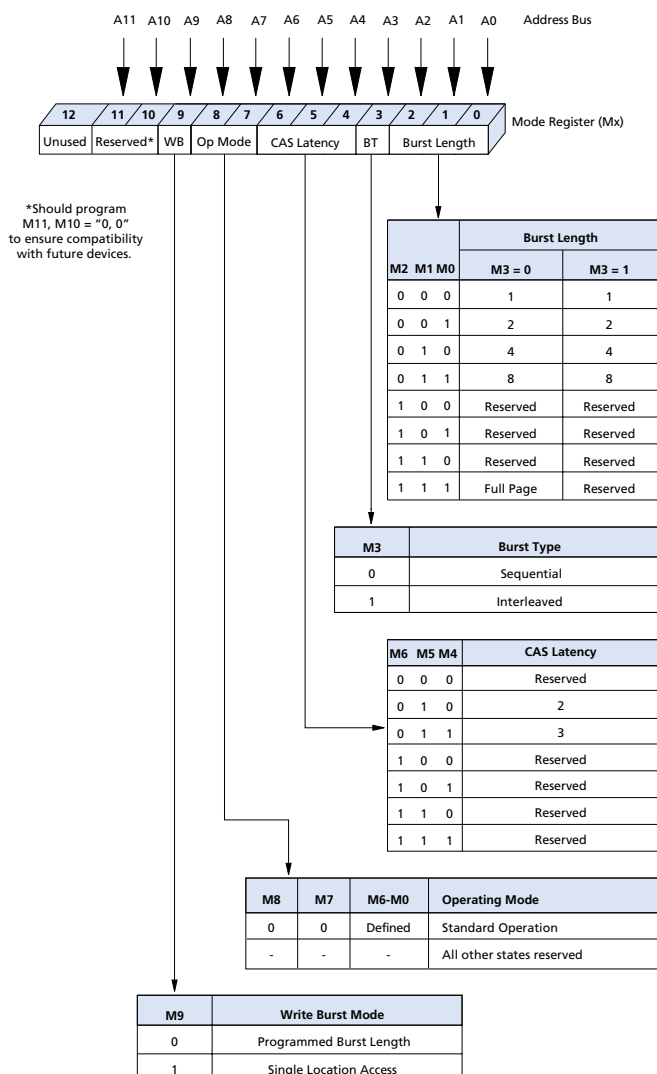 A11 A10 A9 A8 A7 A6 A5 A4 A3 A2 A1 A0 Address Bus
12 11 10 9 8 7 6 5 4 3 2 1 0
Mode Register (Mx)
Unused Reserved* WB Op Mode CAS Latency BT Burst Length
*Should program
M11, M10 = “0, 0”
to ensure compatibility
with future devices.
Burst Length
M2 M1 M0 M3 = 0 M3 = 1
0 0 0 1 1
0 0 1 2 2
0 1 0 4 4
0 1 1 8 8
1 0 0 Reserved Reserved
1 0 1 Reserved Reserved
1 1 0 Reserved Reserved
1 1 1 Full Page Reserved
M3 Burst Type
0 Sequential
1 Interleaved
M6 M5 M4 CAS Latency
0 0 0 Reserved
0 1 0 2
0 1 1 3
1 0 0 Reserved
1 0 1 Reserved
1 1 0 Reserved
1 1 1 Reserved
M8 M7 M6-M0 Operating Mode
0 0 Defined Standard Operation
- - - All other states reserved
M9 Write Burst Mode
0 Programmed Burst Length
1 Single Location Access